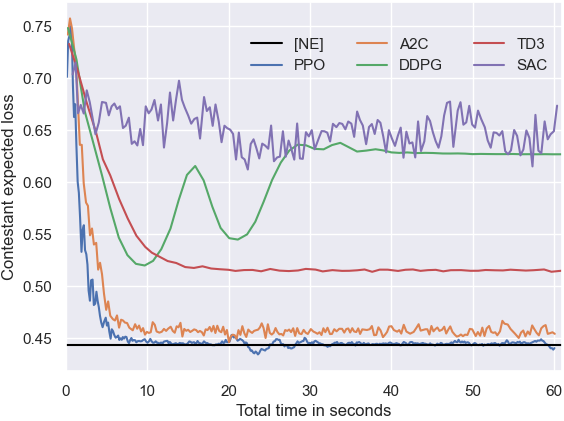 0.75
0.70
0.65
0.60
0.55
0.50
0.45
Contestant expected loss
[NE]
PPO
A2C
DDPG
TD3
SAC
0
10
20
30
40
50
60
Total time in seconds